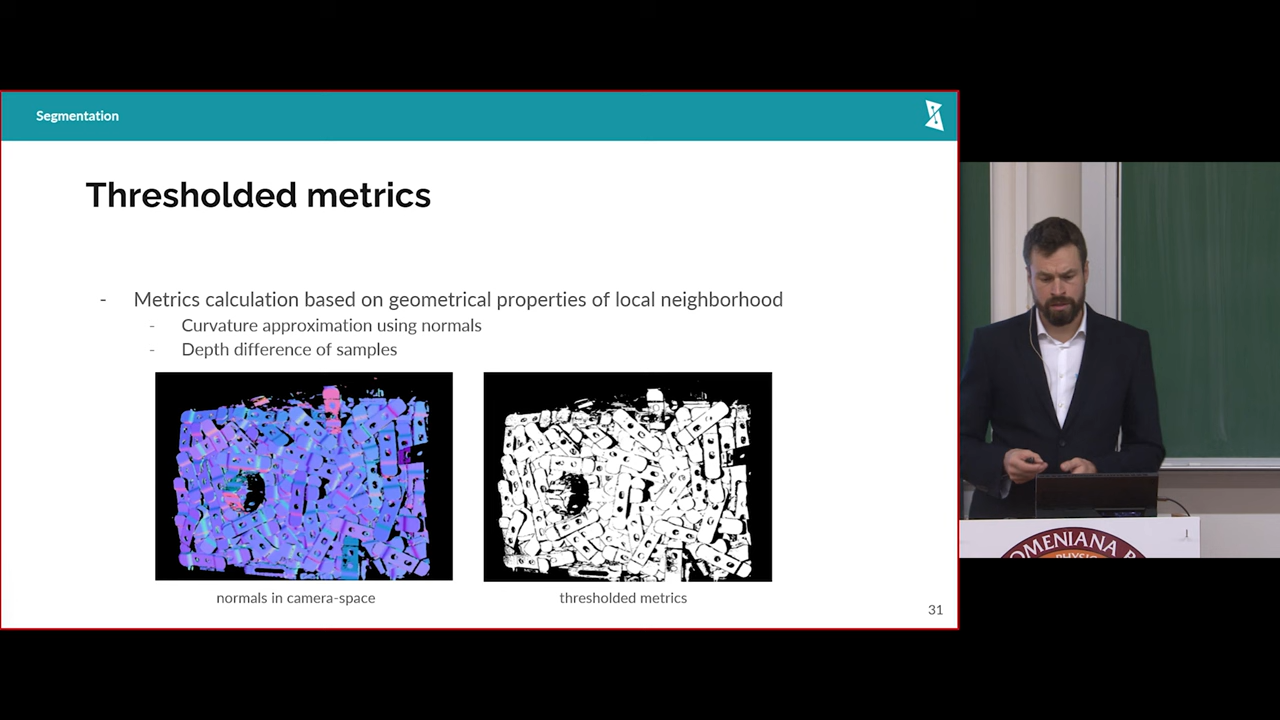 Segmentation
Thresholded metrics
- Metrics calculation based on geometrical properties of local neighborhood
- Curvature approximation using normals
- Depth difference of samples
normals in camera-space
thresholded metrics
31
OMENIANA
PHYSIC